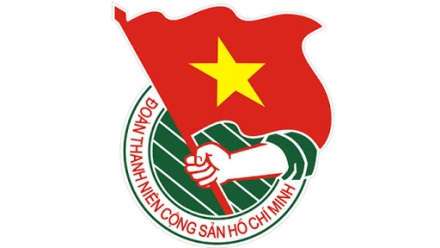 ĐOÀN THANH NIÊN CỘNG SẢN HỒ CHÍ MINH